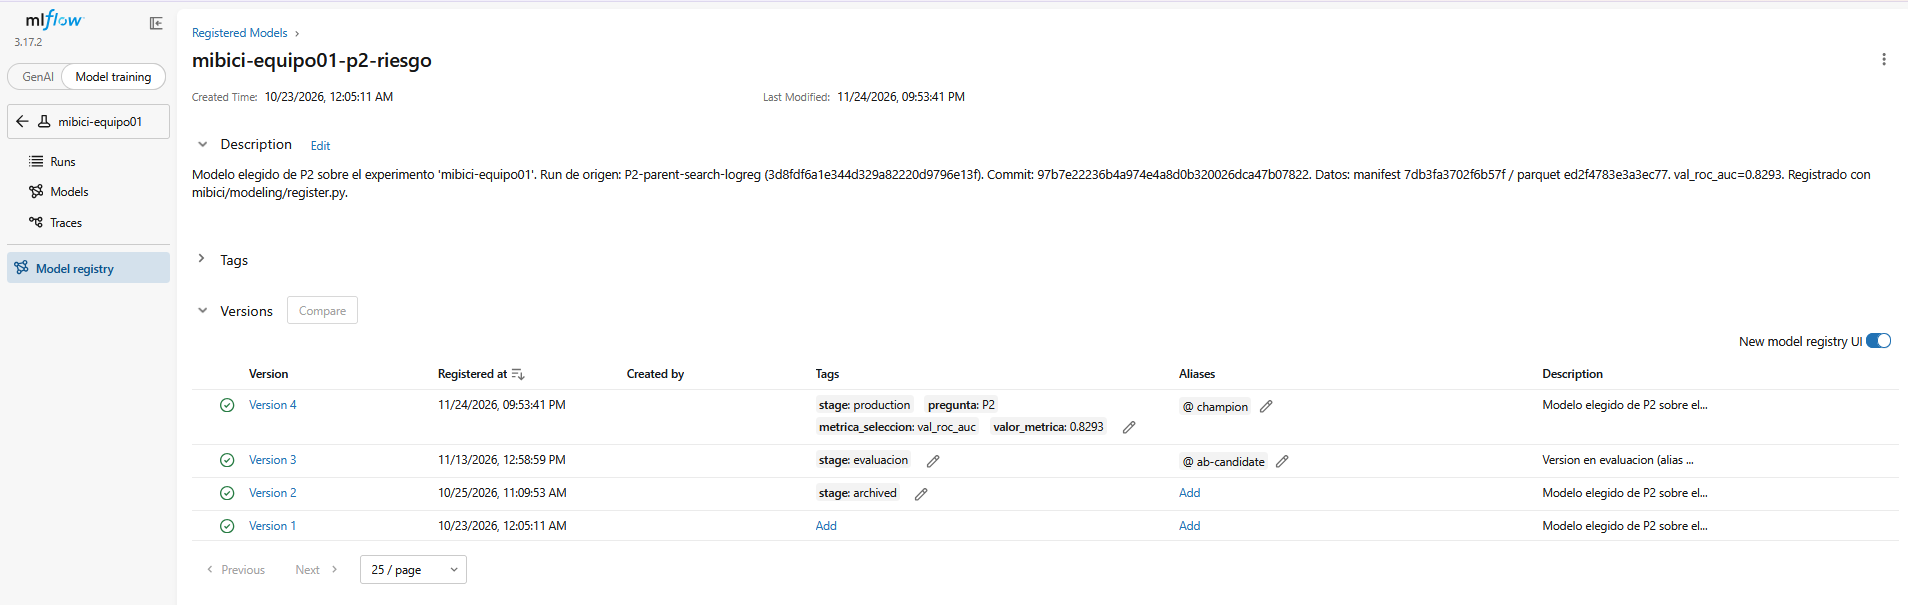 mlflow
3.17.2
GenAI
Model training
mibici-equipo01
Runs
Models
Traces
Model registry
Registered Models ›
mibici-equipo01-p2-riesgo
Created Time: 10/23/2026, 12:05:11 AM
Last Modified: 11/24/2026, 09:53:41 PM
Description Edit
Modelo elegido de P2 sobre el experimento 'mibici-equipo01'. Run de origen: P2-parent-search-logreg (3d8fdf6a1e344d329a82220d9796e13f). Commit: 97b7e22236b4a974e4a8d0b320026dca47b07822. Datos: manifest 7db3fa3702f6b57f / parquet ed2f4783e3a3ec77. val_roc_auc=0.8293. Registrado con
mibici/modeling/register.py.
Tags
Versions Compare
New model registry UI
Version Registered at Created by Tags Aliases Description
Version 4 11/24/2026, 09:53:41 PM stage: production pregunta: P2 @ champion Modelo elegido de P2 sobre el...
metrica_seleccion: val_roc_auc valor_metrica: 0.8293
Version 3 11/13/2026, 12:58:59 PM stage: evaluacion @ ab-candidate Version en evaluacion (alias ...
Version 2 10/25/2026, 11:09:53 AM stage: archived Add Modelo elegido de P2 sobre el...
Version 1 10/23/2026, 12:05:11 AM Add Add Modelo elegido de P2 sobre el...
Previous Next 25 / page